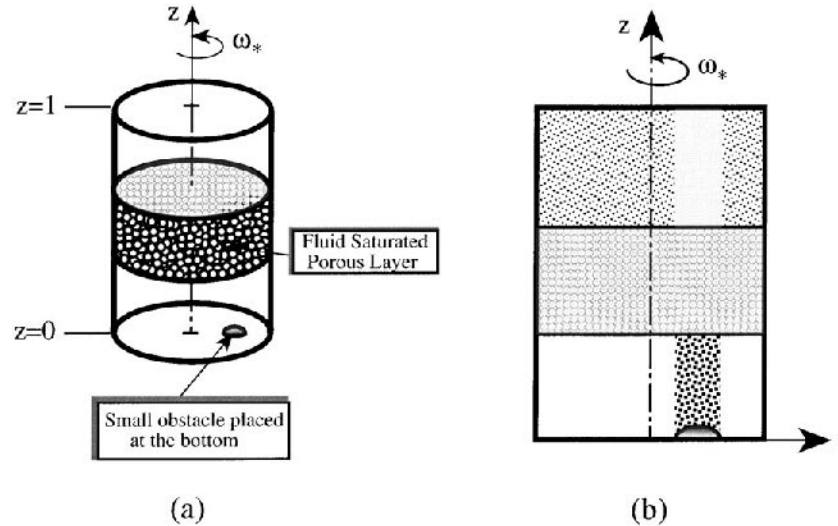 z
ω*
z=1
Fluid Saturated
Porous Layer
z=0
Small obstacle placed
at the bottom
(a)
z
ω*
(b)